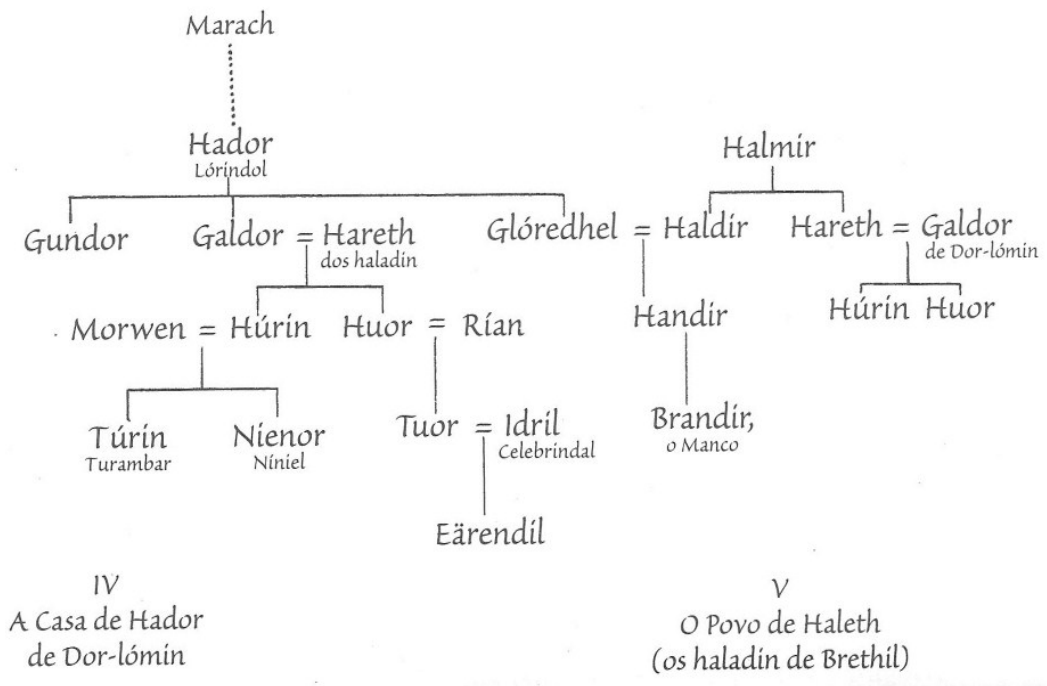 Marach
Hador
Lórindol
Halmir
Gundor Galdor = Hareth Glóredhel = Haldir Hareth = Galdor
dos haladin de Dor-lómin
Morwen = Húrin Huor = Rían Handir Húrin Huor
Túrin Nienor Tuor = Idril Brandir,
Turambar Níniel Celebrindal o Manco
Eärendil
IV
A Casa de Hador
de Dor-lómin
V
O Povo de Haleth
(os haladin de Brethil)